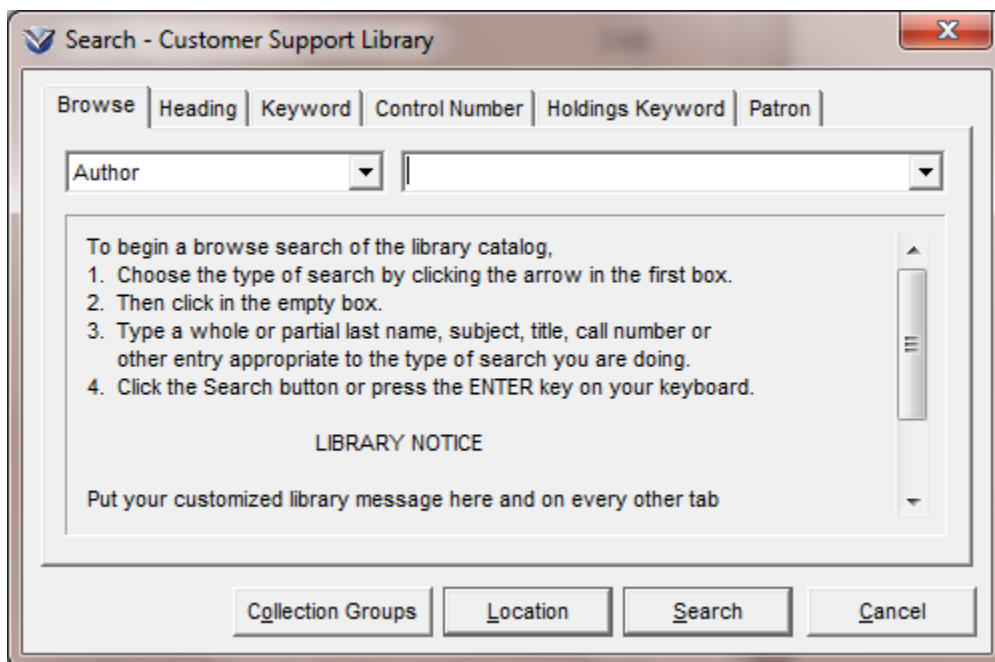 Search - Customer Support Library
Browse Heading Keyword Control Number Holdings Keyword Patron
Author
To begin a browse search of the library catalog,
1. Choose the type of search by clicking the arrow in the first box.
2. Then click in the empty box.
3. Type a whole or partial last name, subject, title, call number or
other entry appropriate to the type of search you are doing.
4. Click the Search button or press the ENTER key on your keyboard.
LIBRARY NOTICE
Put your customized library message here and on every other tab
Collection Groups Location Search Cancel